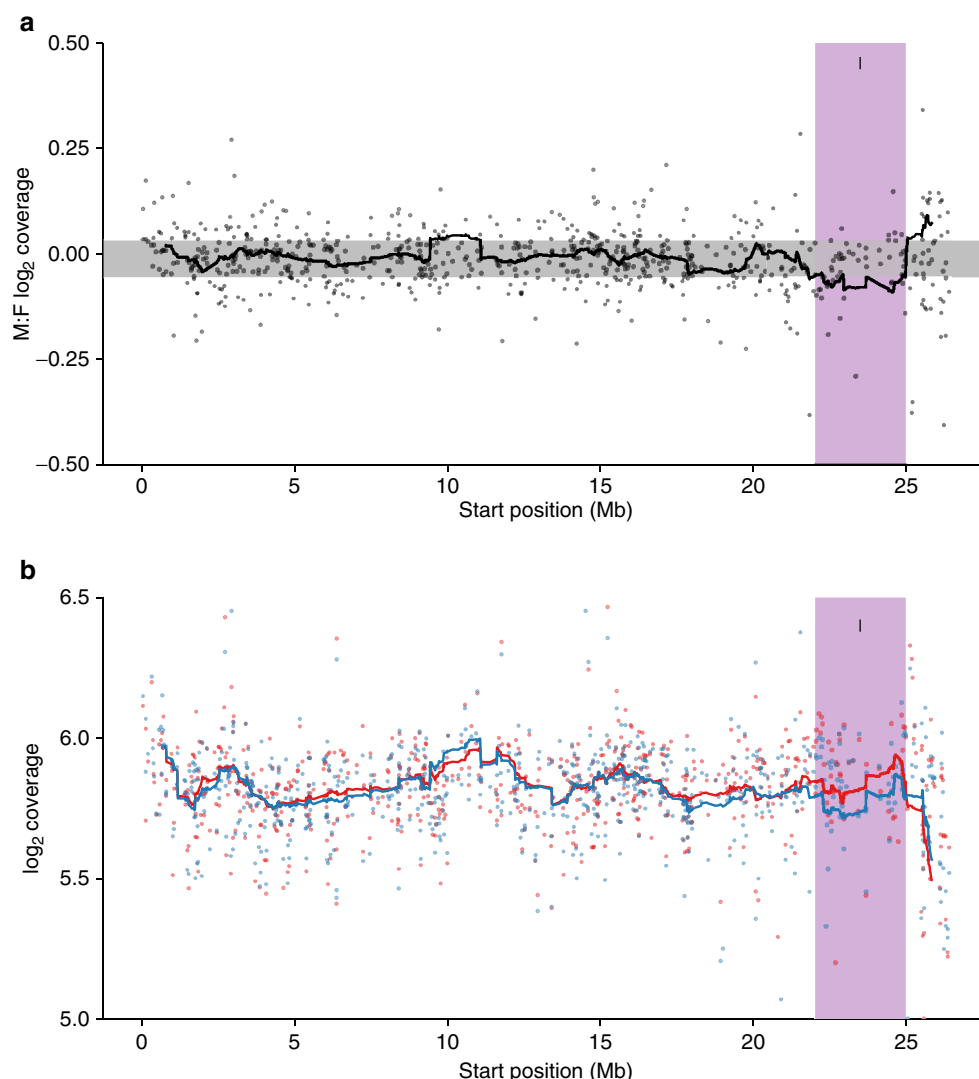 a
0.50
0.25
0.00
−0.25
−0.50
M:F log₂ coverage
I
0 5 10 15 20 25
Start position (Mb)
b
6.5
6.0
5.5
5.0
log₂ coverage
I
0 5 10 15 20 25
Start position (Mb)